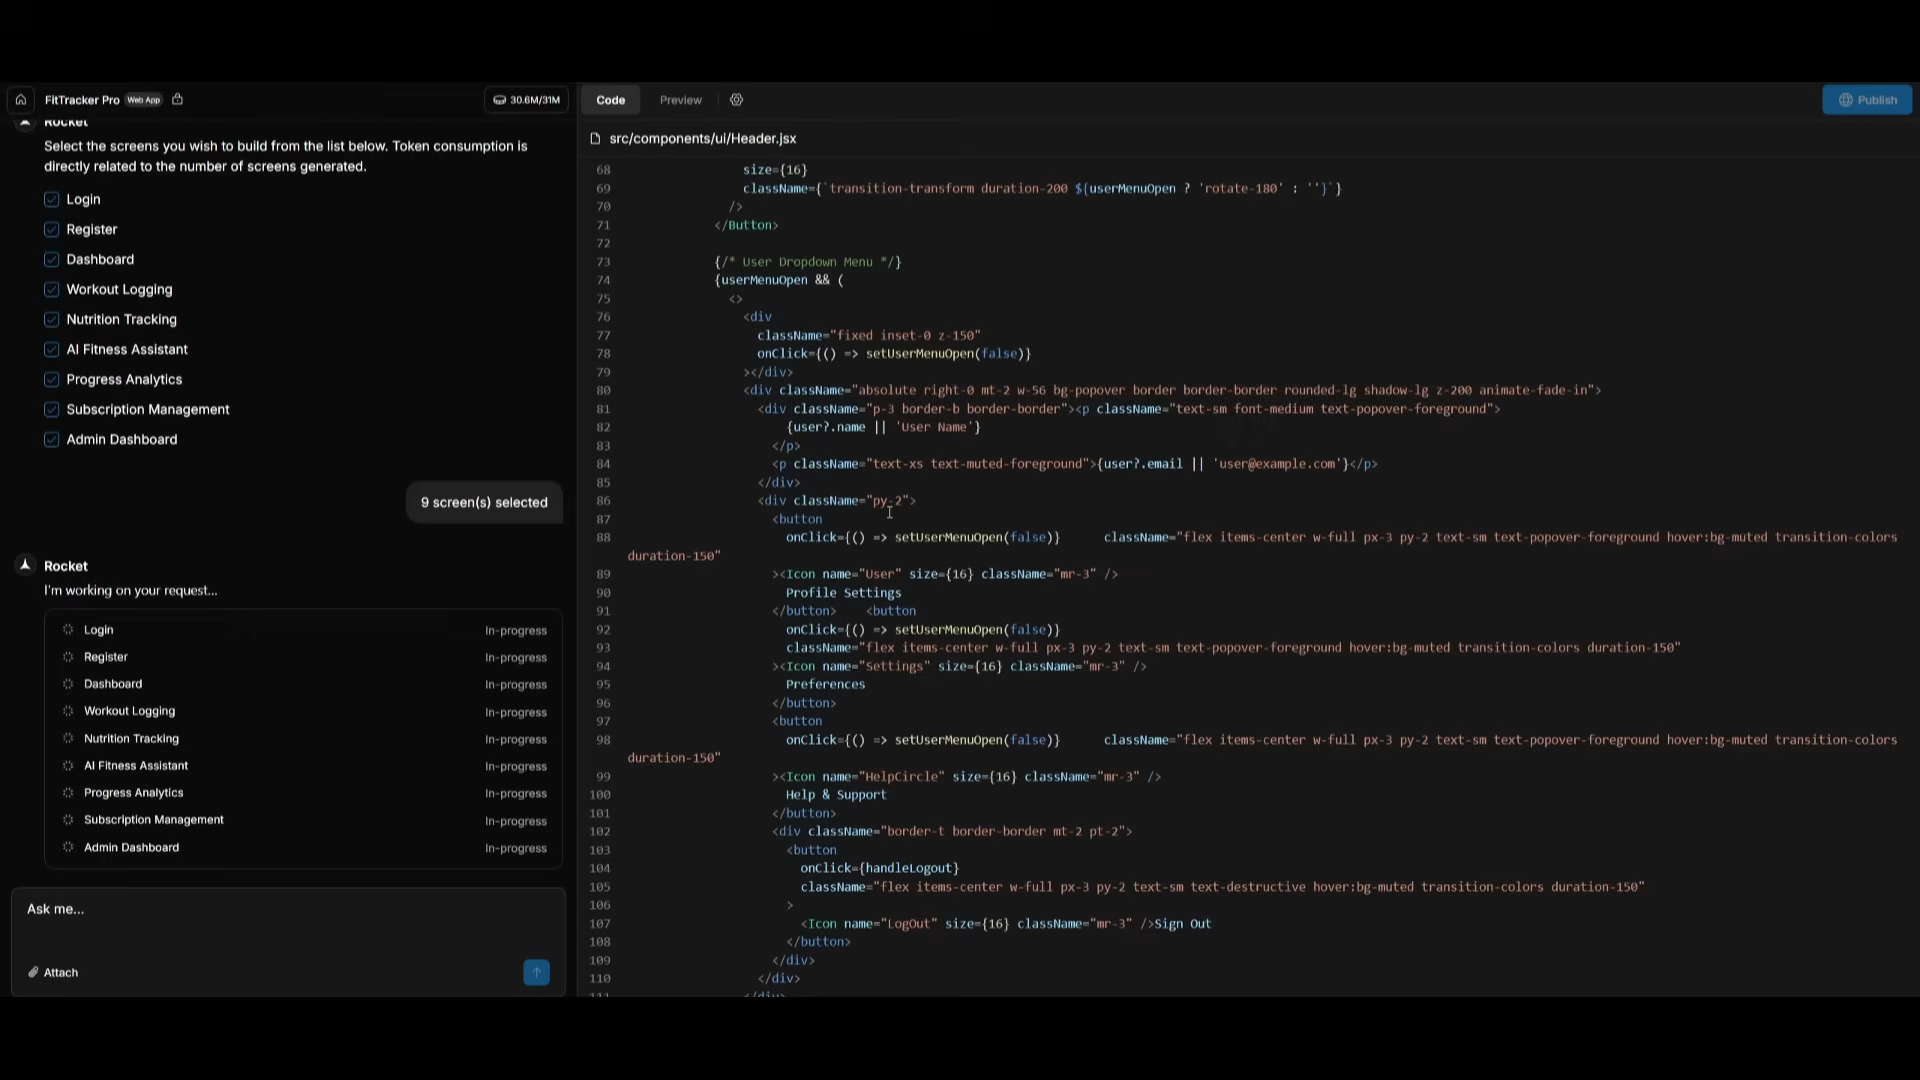 FitTracker Pro Web App
30.6M/31M
Rocket
Select the screens you wish to build from the list below. Token consumption is
directly related to the number of screens generated.
Login
Register
Dashboard
Workout Logging
Nutrition Tracking
AI Fitness Assistant
Progress Analytics
Subscription Management
Admin Dashboard
9 screen(s) selected
Rocket
I'm working on your request...
Login In-progress
Register In-progress
Dashboard In-progress
Workout Logging In-progress
Nutrition Tracking In-progress
AI Fitness Assistant In-progress
Progress Analytics In-progress
Subscription Management In-progress
Admin Dashboard In-progress
Ask me...
Attach
Code Preview
Publish
src/components/ui/Header.jsx
68 size={16}
69 className={`transition-transform duration-200 ${userMenuOpen ? 'rotate-180' : ''}`}
70 />
71 </Button>
72
73 {/* User Dropdown Menu */}
74 {userMenuOpen && (
75 <>
76 <div
77 className="fixed inset-0 z-150"
78 onClick={() => setUserMenuOpen(false)}
79 ></div>
80 <div className="absolute right-0 mt-2 w-56 bg-popover border border-border rounded-lg shadow-lg z-200 animate-fade-in">
81 <div className="p-3 border-b border-border"><p className="text-sm font-medium text-popover-foreground">
82 {user?.name || 'User Name'}
83 </p>
84 <p className="text-xs text-muted-foreground">{user?.email || 'user@example.com'}</p>
85 </div>
86 <div className="py-2">
87 <button
88 onClick={() => setUserMenuOpen(false)} className="flex items-center w-full px-3 py-2 text-sm text-popover-foreground hover:bg-muted transition-colors
duration-150"
89 ><Icon name="User" size={16} className="mr-3" />
90 Profile Settings
91 </button> <button
92 onClick={() => setUserMenuOpen(false)}
93 className="flex items-center w-full px-3 py-2 text-sm text-popover-foreground hover:bg-muted transition-colors duration-150"
94 ><Icon name="Settings" size={16} className="mr-3" />
95 Preferences
96 </button>
97 <button
98 onClick={() => setUserMenuOpen(false)} className="flex items-center w-full px-3 py-2 text-sm text-popover-foreground hover:bg-muted transition-colors
duration-150"
99 ><Icon name="HelpCircle" size={16} className="mr-3" />
100 Help & Support
101 </button>
102 <div className="border-t border-border mt-2 pt-2">
103 <button
104 onClick={handleLogout}
105 className="flex items-center w-full px-3 py-2 text-sm text-destructive hover:bg-muted transition-colors duration-150"
106 >
107 <Icon name="LogOut" size={16} className="mr-3" />Sign Out
108 </button>
109 </div>
110 </div>
111 </div>